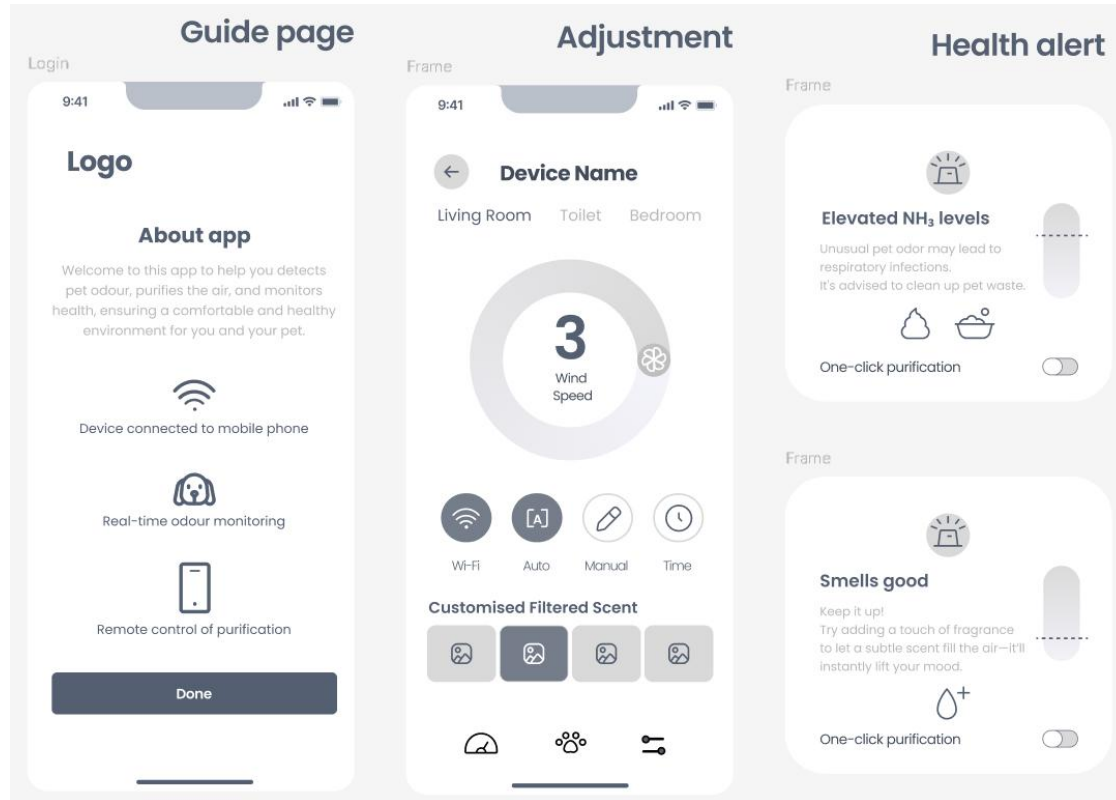 Guide page
Login
9:41
Logo
About app
Welcome to this app to help you detects
pet odour, purifies the air, and monitors
health, ensuring a comfortable and healthy
environment for you and your pet.
Device connected to mobile phone
Real-time odour monitoring
Remote control of purification
Done
Adjustment
Frame
9:41
Device Name
Living Room Toilet Bedroom
3
Wind
Speed
[A]
Wi-Fi Auto Manual Time
Customised Filtered Scent
Health alert
Frame
Elevated NH₃ levels
Unusual pet odor may lead to
respiratory infections.
It's advised to clean up pet waste.
One-click purification
Frame
Smells good
Keep it up!
Try adding a touch of fragrance
to let a subtle scent fill the air—it'll
instantly lift your mood.
One-click purification